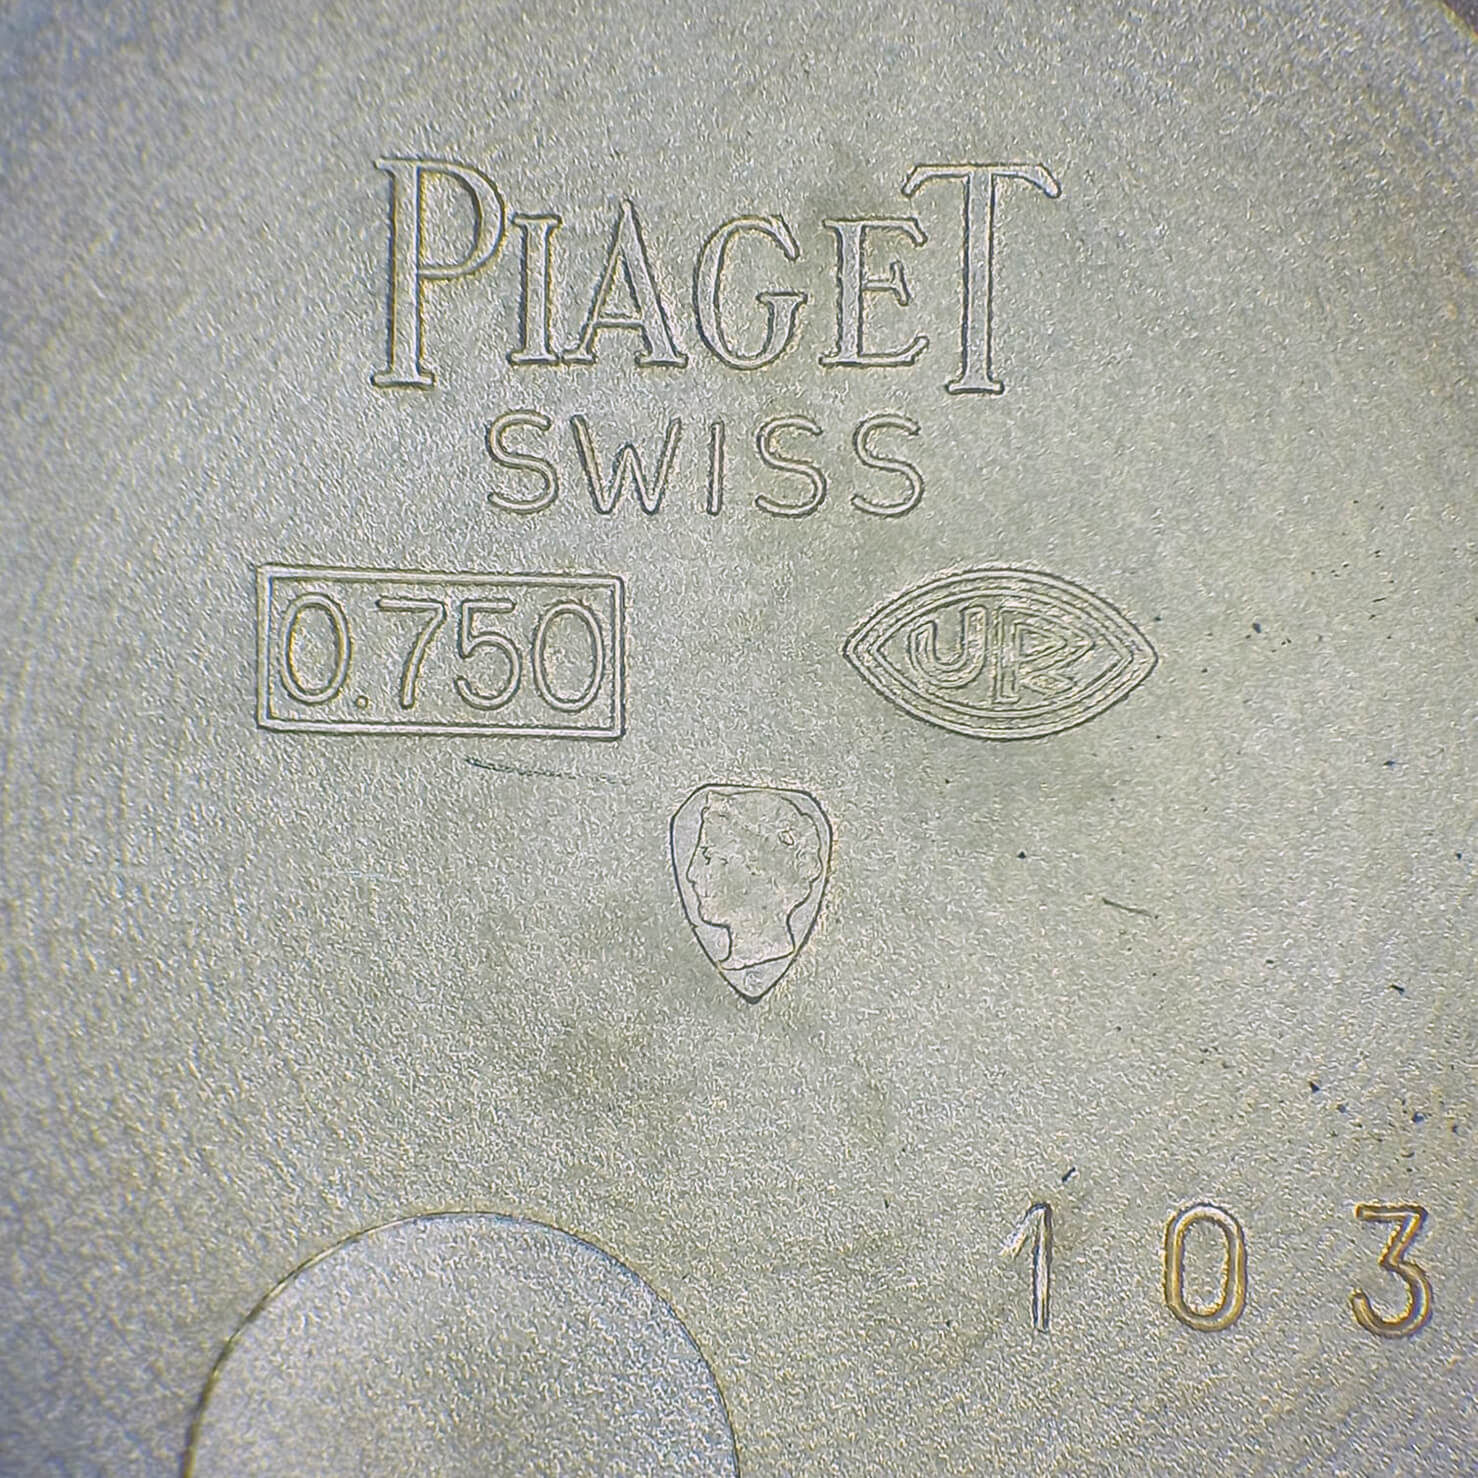 PIAGET
SWISS
0.750
UR
103